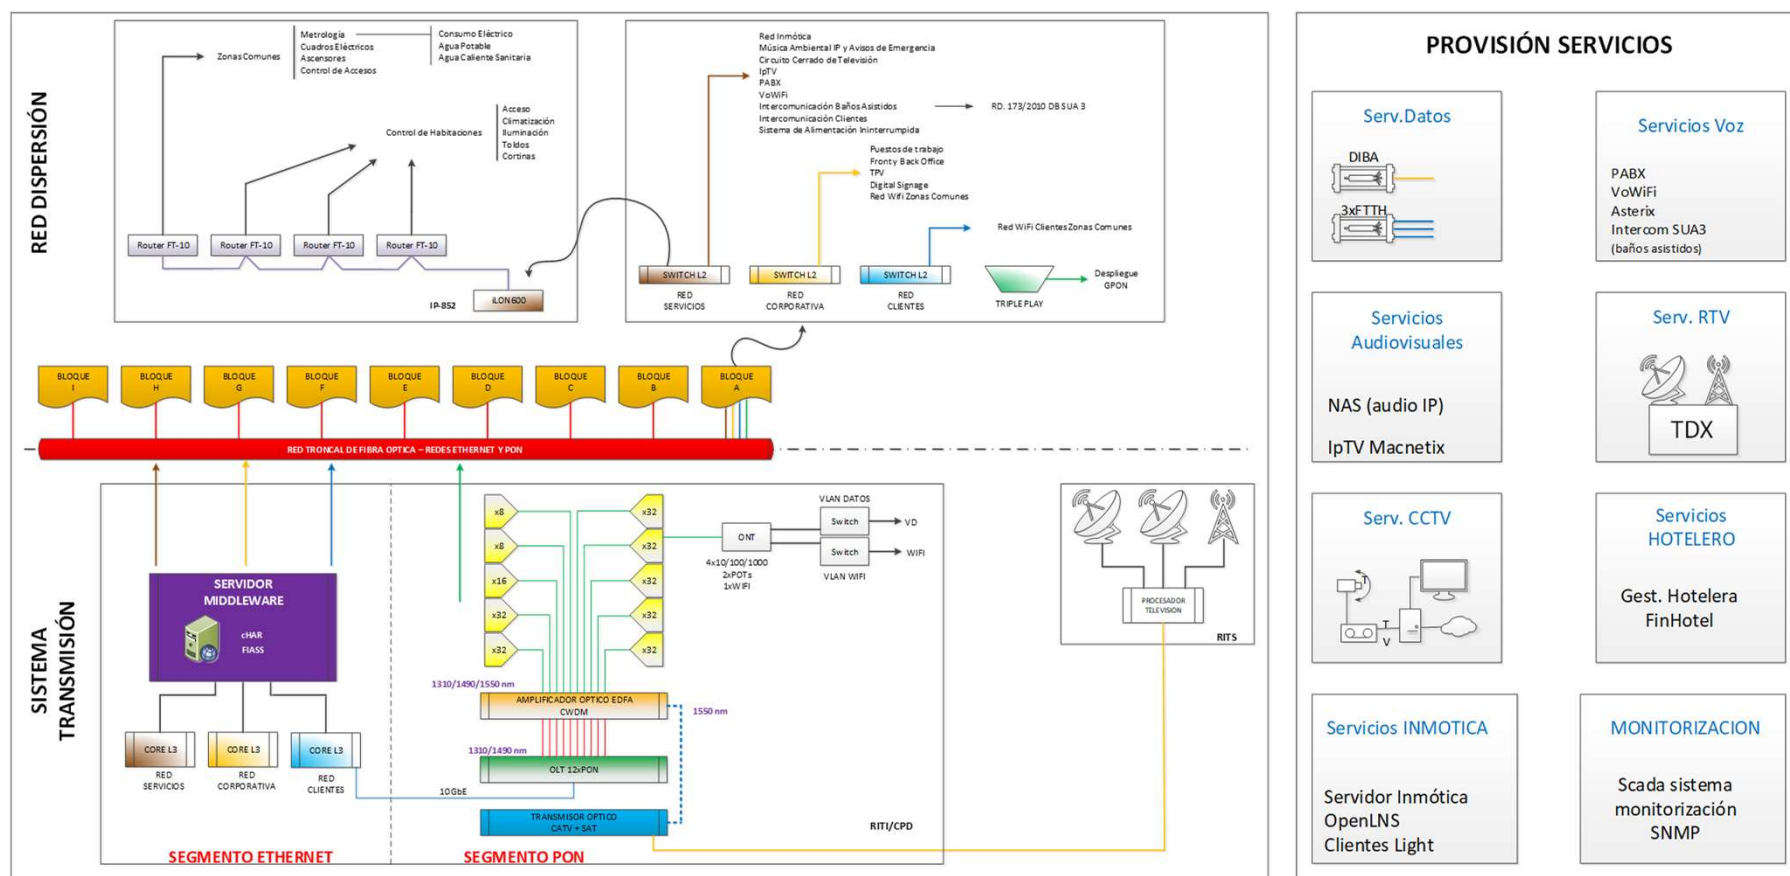 RED DISPERSIÓN
Zonas Comunes
Metrología
Cuadros Eléctricos
Ascensores
Control de Accesos
Consumo Eléctrico
Agua Potable
Agua Caliente Sanitaria
Control de Habitaciones
Acceso
Climatización
Iluminación
Toldos
Cortinas
Router FT-10
Router FT-10
Router FT-10
Router FT-10
IP-852
iLON600
Red Inmótica
Música Ambiental IP y Avisos de Emergencia
Circuito Cerrado de Televisión
IpTV
PABX
VoWiFi
Intercomunicación Baños Asistidos
RD. 173/2010 DB SUA 3
Intercomunicación Clientes
Sistema de Alimentación Ininterrumpida
Puestos de trabajo
Front y Back Office
TPV
Digital Signage
Red Wifi Zonas Comunes
Red WiFi Clientes Zonas Comunes
SWITCH L2
RED
SERVICIOS
SWITCH L2
RED
CORPORATIVA
SWITCH L2
RED
CLIENTES
TRIPLE PLAY
Despliegue
GPON
BLOQUE
I
BLOQUE
H
BLOQUE
G
BLOQUE
F
BLOQUE
E
BLOQUE
D
BLOQUE
C
BLOQUE
B
BLOQUE
A
RED TRONCAL DE FIBRA OPTICA – REDES ETHERNET Y PON
SISTEMA
TRANSMISIÓN
SERVIDOR
MIDDLEWARE
cHAR
FIASS
CORE L3
RED
SERVICIOS
CORE L3
RED
CORPORATIVA
CORE L3
RED
CLIENTES
10GbE
SEGMENTO ETHERNET
x8
x8
x16
x32
x32
x32
x32
x32
x32
x32
ONT
4x10/100/1000
2xPOTs
1xWIFI
VLAN DATOS
Switch
VD
Switch
WIFI
VLAN WIFI
1310/1490/1550 nm
AMPLIFICADOR OPTICO EDFA
CWDM
1550 nm
1310/1490 nm
OLT 12xPON
TRANSMISOR OPTICO
CATV + SAT
RITI/CPD
SEGMENTO PON
PROCESADOR
TELEVISION
RITS
PROVISIÓN SERVICIOS
Serv.Datos
DIBA
3xFTTH
Servicios Voz
PABX
VoWiFi
Asterix
Intercom SUA3
(baños asistidos)
Servicios
Audiovisuales
NAS (audio IP)
IpTV Macnetix
Serv. RTV
TDX
Serv. CCTV
T
T
V
Servicios
HOTELERO
Gest. Hotelera
FinHotel
Servicios INMOTICA
Servidor Inmótica
OpenLNS
Clientes Light
MONITORIZACION
Scada sistema
monitorización
SNMP